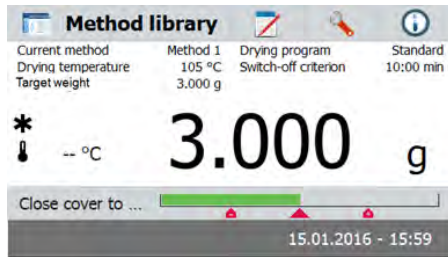 Method library
Current method Method 1 Drying program Standard
Drying temperature 105 °C Switch-off criterion 10:00 min
Target weight 3.000 g
-- °C 3.000 g
Close cover to ...
15.01.2016 - 15:59